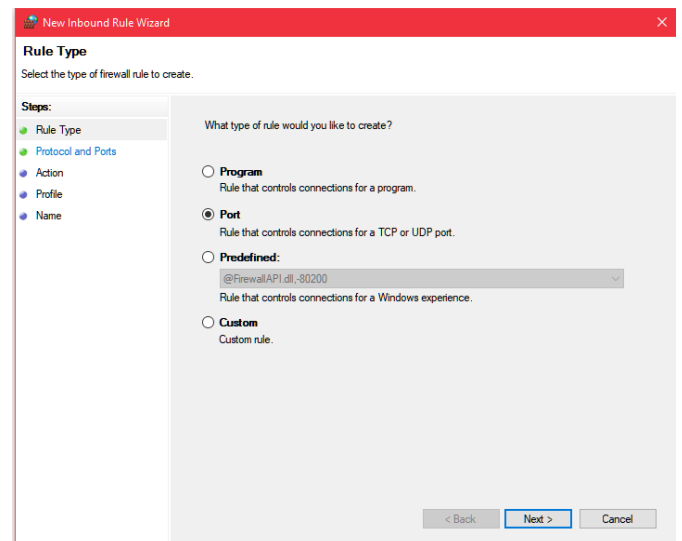 New Inbound Rule Wizard
Rule Type
Select the type of firewall rule to create.
Steps:
Rule Type
Protocol and Ports
Action
Profile
Name
What type of rule would you like to create?
Program
Rule that controls connections for a program.
Port
Rule that controls connections for a TCP or UDP port.
Predefined:
@FirewallAPI.dll,-80200
Rule that controls connections for a Windows experience.
Custom
Custom rule.
< Back Next > Cancel